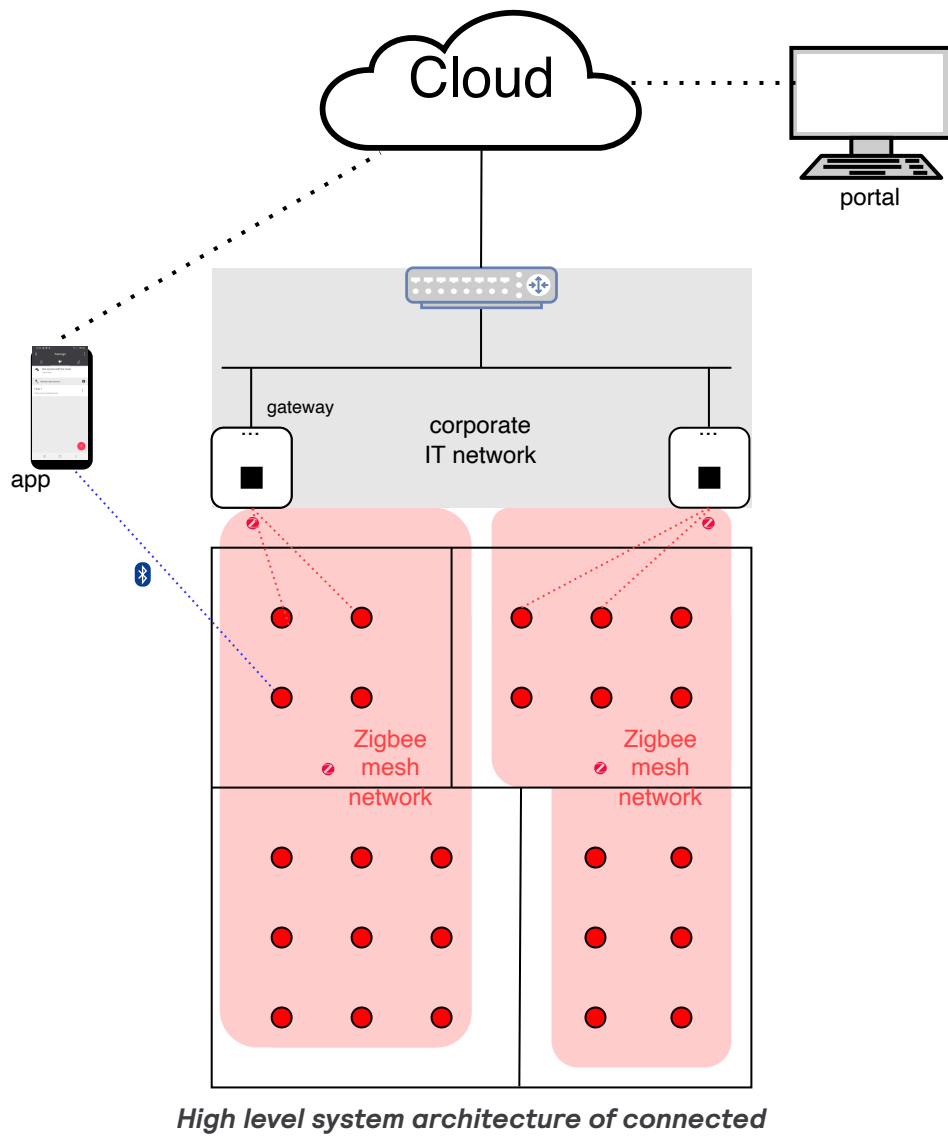 Cloud
portal
gateway
corporate
IT network
app
Zigbee
mesh
network
Zigbee
mesh
network
High level system architecture of connected